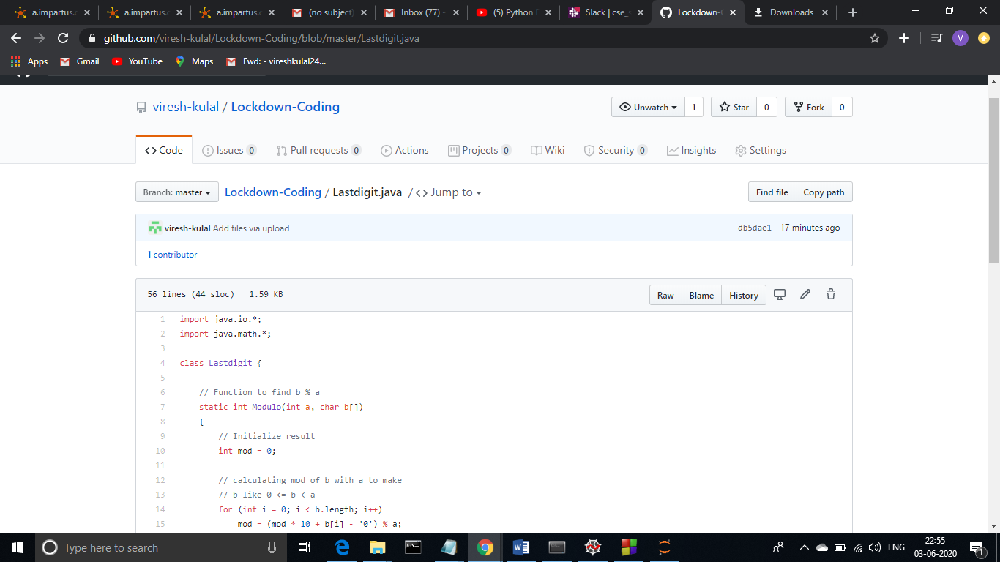 a.impartus.c
a.impartus.c
a.impartus.c
(no subject)
Inbox (77) -
(5) Python F
Slack | cse_s
Lockdown-C
Downloads
github.com/viresh-kulal/Lockdown-Coding/blob/master/Lastdigit.java
V
Apps
Gmail
YouTube
Maps
Fwd: - vireshkulal24...
viresh-kulal / Lockdown-Coding
Unwatch 1
Star 0
Fork 0
Code
Issues 0
Pull requests 0
Actions
Projects 0
Wiki
Security 0
Insights
Settings
Branch: master
Lockdown-Coding / Lastdigit.java / <> Jump to
Find file
Copy path
viresh-kulal Add files via upload
db5dae1 17 minutes ago
1 contributor
56 lines (44 sloc) 1.59 KB
Raw
Blame
History
1 import java.io.*;
2 import java.math.*;
3
4 class Lastdigit {
5
6 // Function to find b % a
7 static int Modulo(int a, char b[])
8 {
9 // Initialize result
10 int mod = 0;
11
12 // calculating mod of b with a to make
13 // b like 0 <= b < a
14 for (int i = 0; i < b.length; i++)
15 mod = (mod * 10 + b[i] - '0') % a;
Type here to search
ENG
22:55
03-06-2020
1